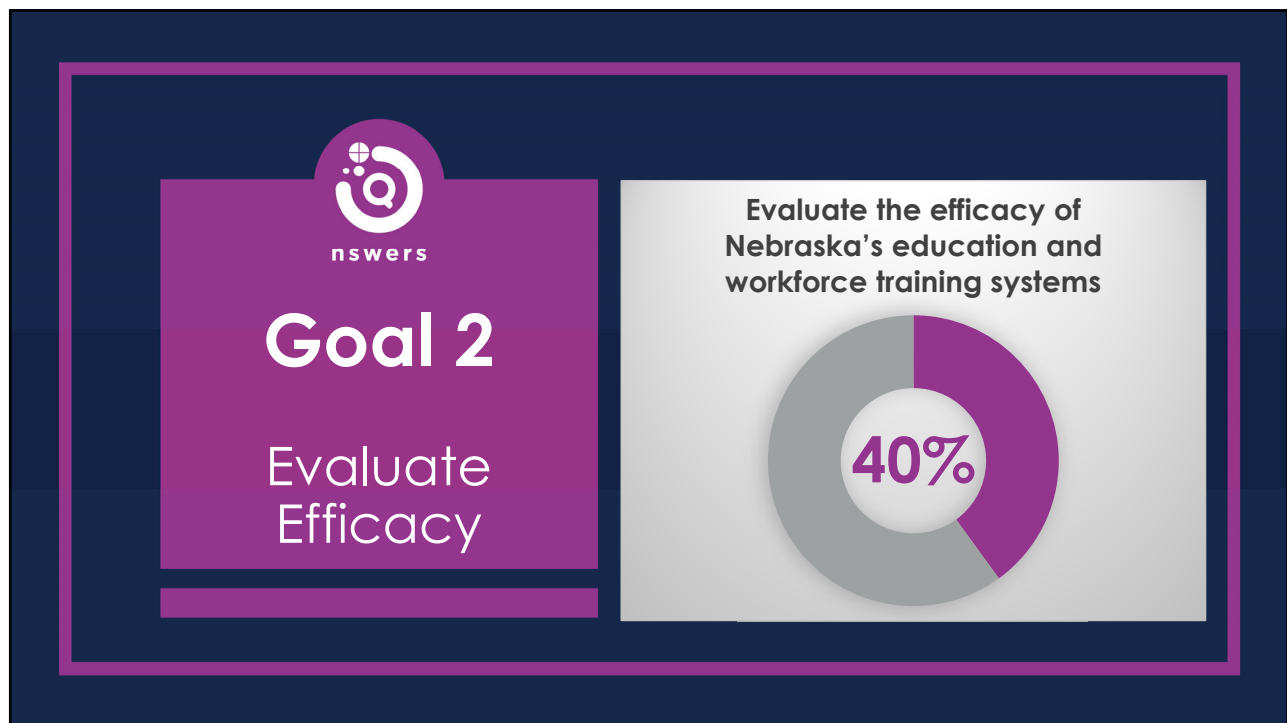 nswers
Goal 2
Evaluate
Efficacy
Evaluate the efficacy of
Nebraska's education and
workforce training systems
40%